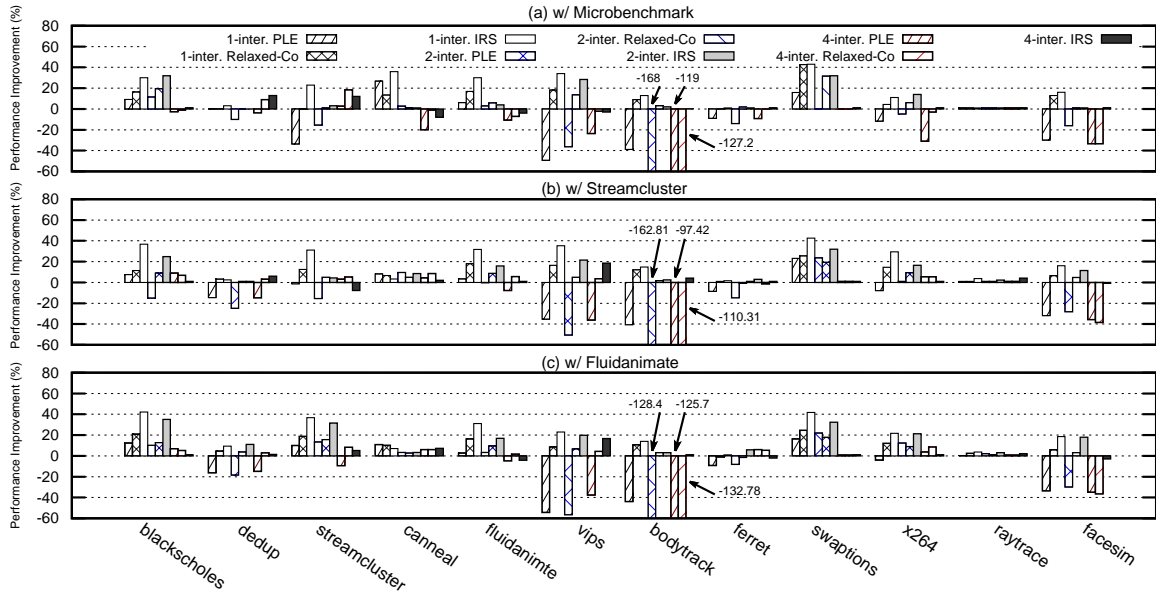 (a) w/ Microbenchmark
Performance Improvement (%)
80
60
40
20
0
-20
-40
-60
1-inter. PLE
1-inter. Relaxed-Co
1-inter. IRS
2-inter. PLE
2-inter. Relaxed-Co
2-inter. IRS
4-inter. PLE
4-inter. Relaxed-Co
4-inter. IRS
-168
-119
-127.2
(b) w/ Streamcluster
Performance Improvement (%)
80
60
40
20
0
-20
-40
-60
-162.81
-97.42
-110.31
(c) w/ Fluidanimate
Performance Improvement (%)
80
60
40
20
0
-20
-40
-60
-128.4
-125.7
-132.78
blackscholes
dedup
streamcluster
canneal
fluidanimte
vips
bodytrack
ferret
swaptions
x264
raytrace
facesim